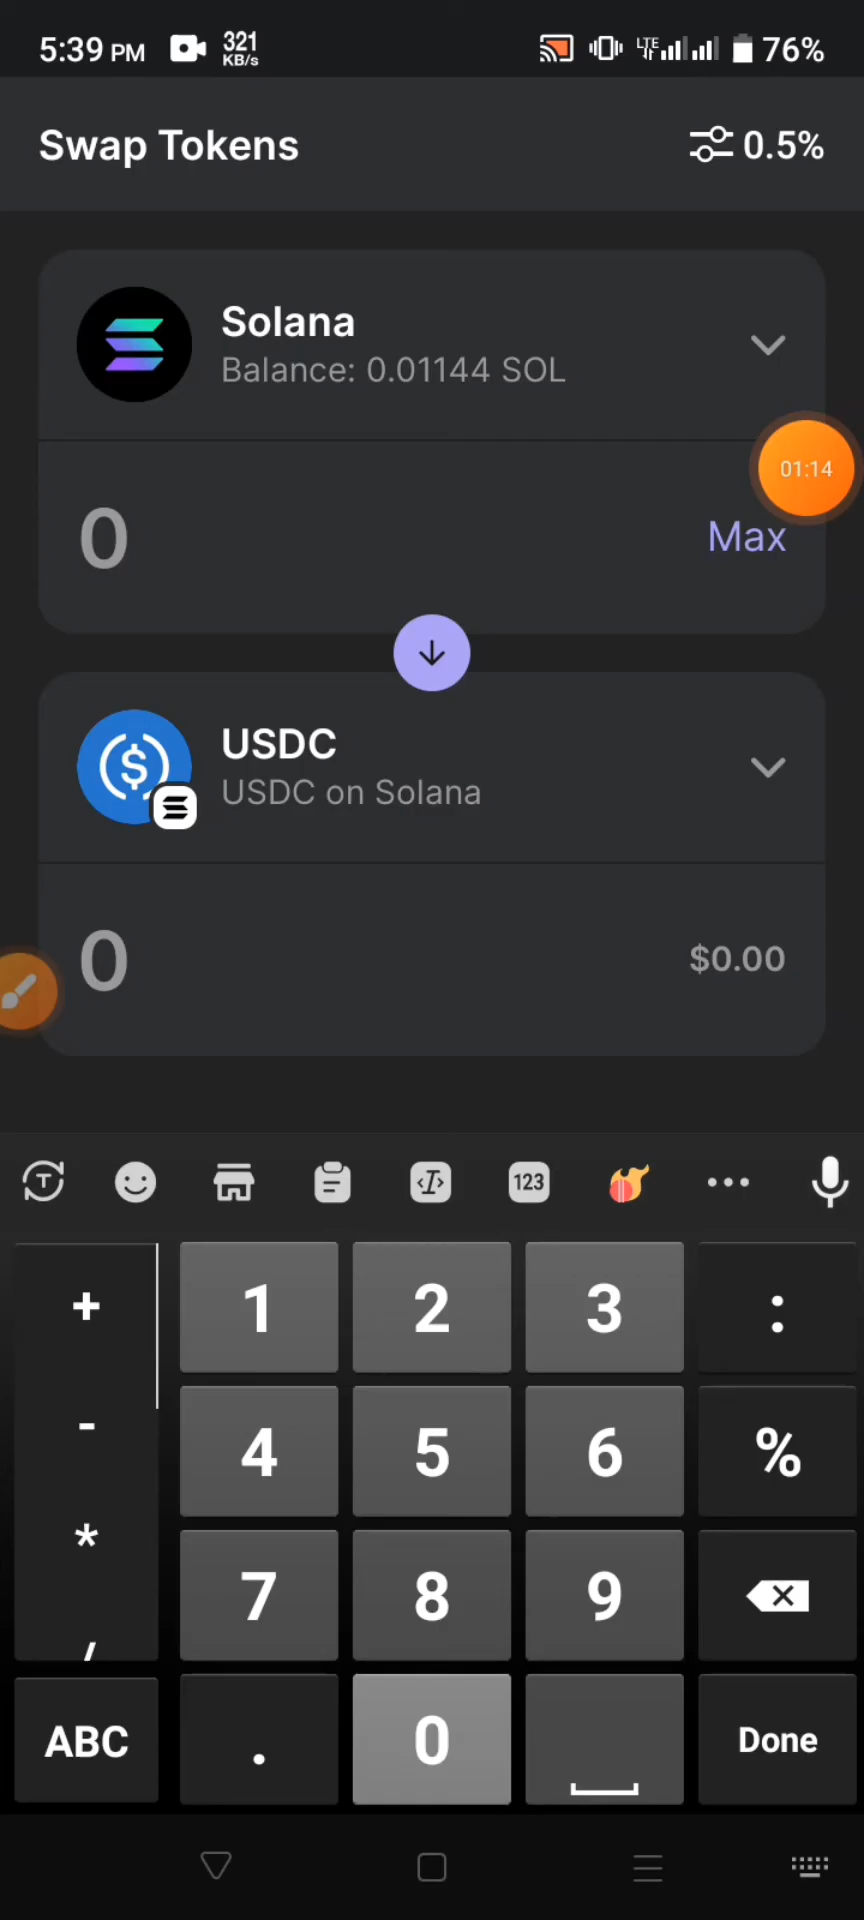 5:39 PM 321 KB/s LTE 76%
Swap Tokens 0.5%
Solana
Balance: 0.01144 SOL
01:14
0 Max
USDC
USDC on Solana
0 $0.00
T 123
+ 1 2 3 :
- 4 5 6 %
* 7 8 9
/
ABC . 0 Done